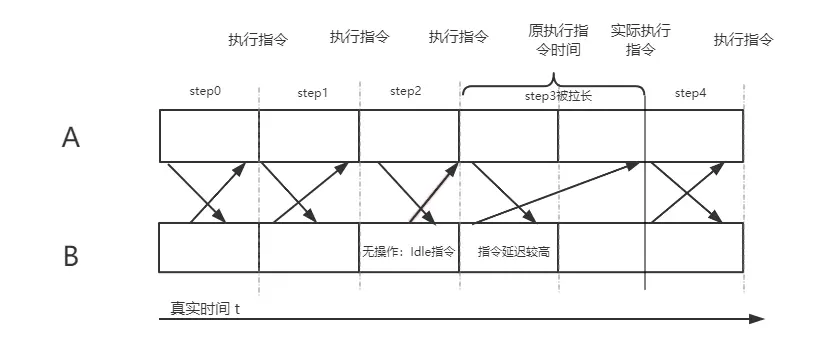 执行指令
执行指令
执行指令
原执行指
令时间
实际执行
指令
执行指令
step0
step1
step2
step3被拉长
step4
A
B
无操作：Idle指令
指令延迟较高
真实时间 t